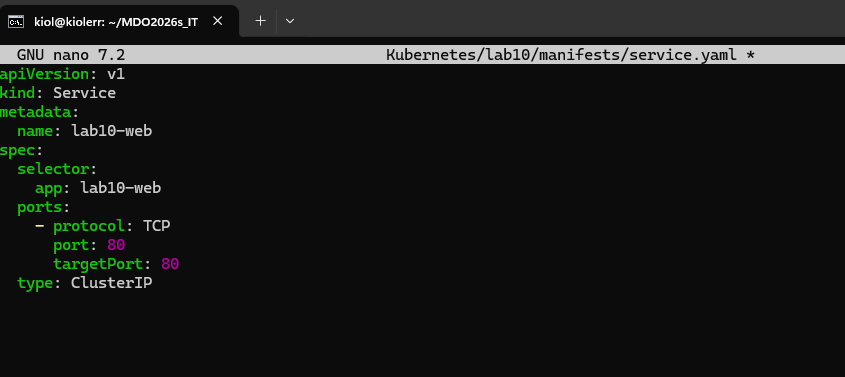 kiol@kiolerr: ~/MDO2026s_IT
GNU nano 7.2 Kubernetes/lab10/manifests/service.yaml *
apiVersion: v1
kind: Service
metadata:
  name: lab10-web
spec:
  selector:
    app: lab10-web
  ports:
    - protocol: TCP
      port: 80
      targetPort: 80
  type: ClusterIP